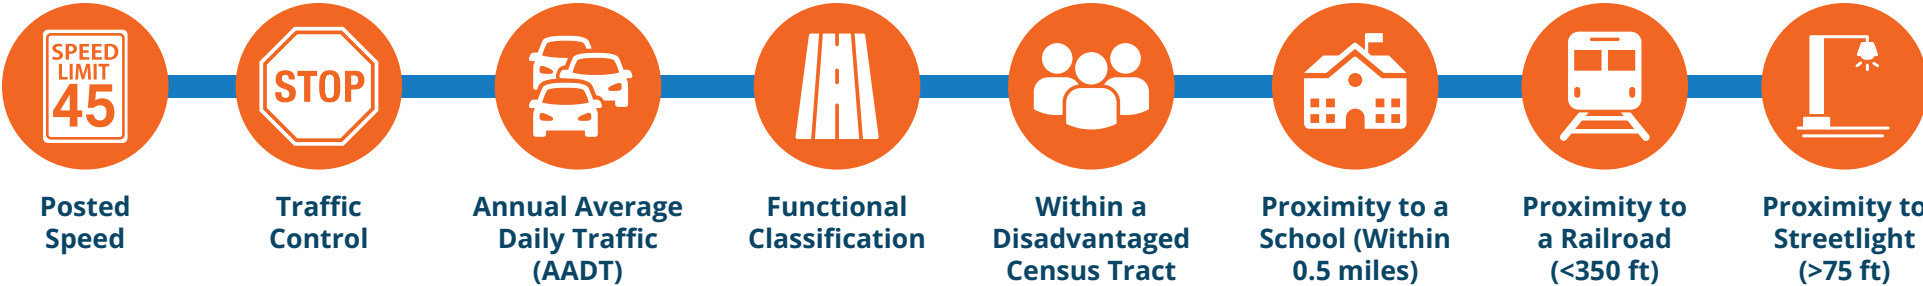 SPEED
LIMIT
45
STOP
Posted
Speed
Traffic
Control
Annual Average
Daily Traffic
(AADT)
Functional
Classification
Within a
Disadvantaged
Census Tract
Proximity to a
School (Within
0.5 miles)
Proximity to
a Railroad
(<350 ft)
Proximity to
Streetlight
(>75 ft)